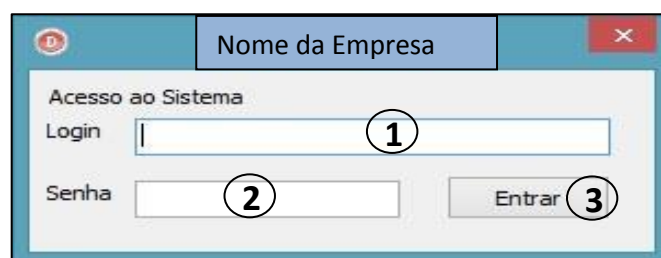 D
Nome da Empresa
×
Acesso ao Sistema
Login
1
Senha
2
Entrar
3